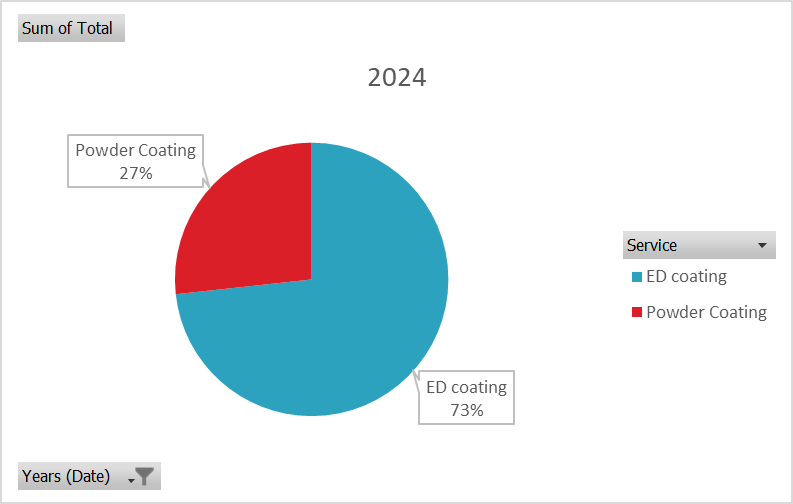 Sum of Total
2024
Powder Coating
27%
Service
ED coating
Powder Coating
ED coating
73%
Years (Date)